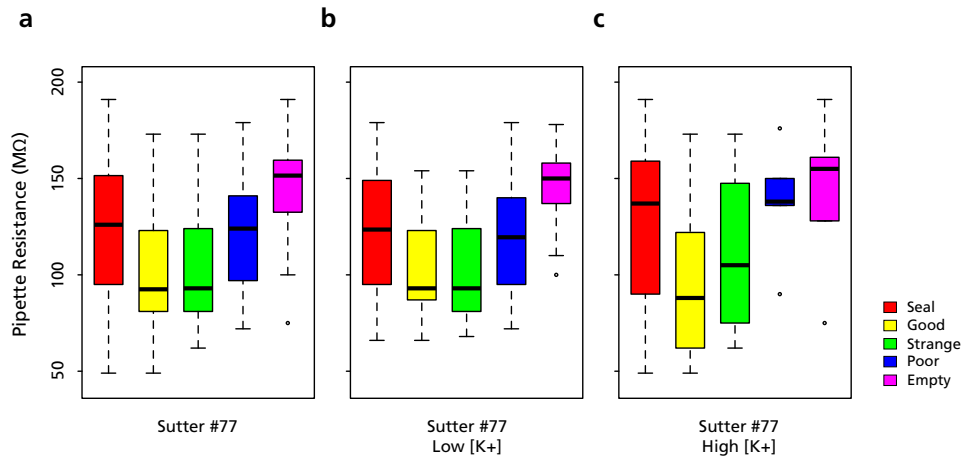 a
b
c
Pipette Resistance (MΩ)
200
150
100
50
Sutter #77
Sutter #77
Low [K+]
Sutter #77
High [K+]
Seal
Good
Strange
Poor
Empty